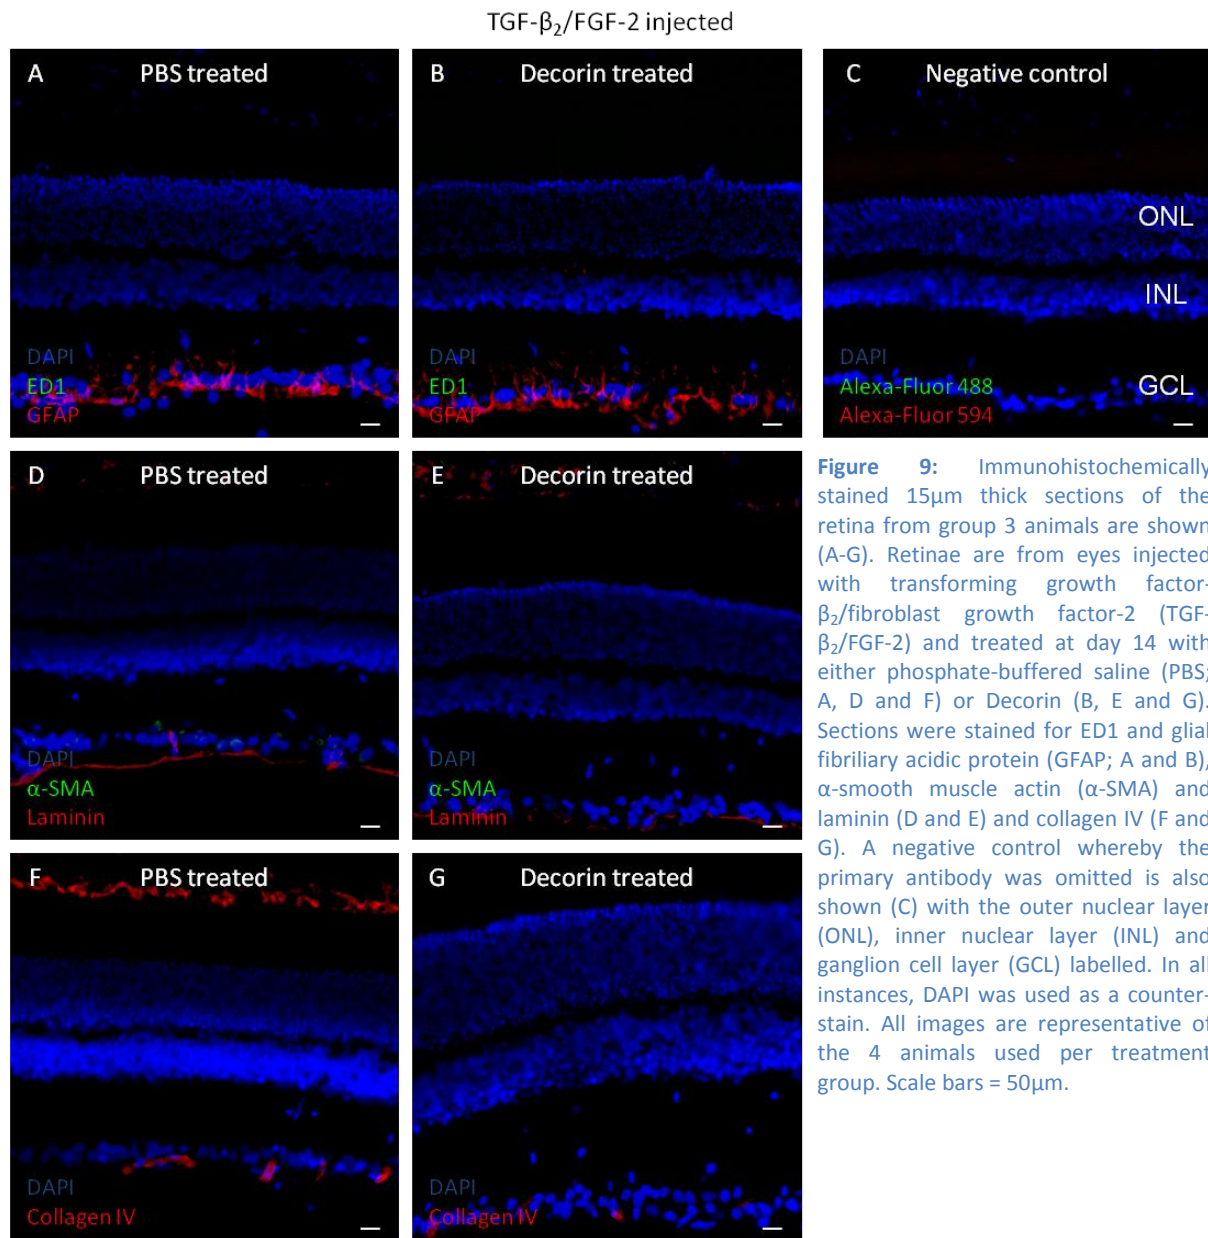 TGF-β₂/FGF-2 injected
A PBS treated
DAPI
ED1
GFAP
B Decorin treated
DAPI
ED1
GFAP
C Negative control
ONL
INL
GCL
DAPI
Alexa-Fluor 488
Alexa-Fluor 594
D PBS treated
DAPI
α-SMA
Laminin
E Decorin treated
DAPI
α-SMA
Laminin
F PBS treated
DAPI
Collagen IV
G Decorin treated
DAPI
Collagen IV
Figure 9: Immunohistochemically
stained 15µm thick sections of the
retina from group 3 animals are shown
(A-G). Retinae are from eyes injected
with transforming growth factor-
β₂/fibroblast growth factor-2 (TGF-
β₂/FGF-2) and treated at day 14 with
either phosphate-buffered saline (PBS;
A, D and F) or Decorin (B, E and G).
Sections were stained for ED1 and glial
fibriliary acidic protein (GFAP; A and B),
α-smooth muscle actin (α-SMA) and
laminin (D and E) and collagen IV (F and
G). A negative control whereby the
primary antibody was omitted is also
shown (C) with the outer nuclear layer
(ONL), inner nuclear layer (INL) and
ganglion cell layer (GCL) labelled. In all
instances, DAPI was used as a counter-
stain. All images are representative of
the 4 animals used per treatment
group. Scale bars = 50µm.